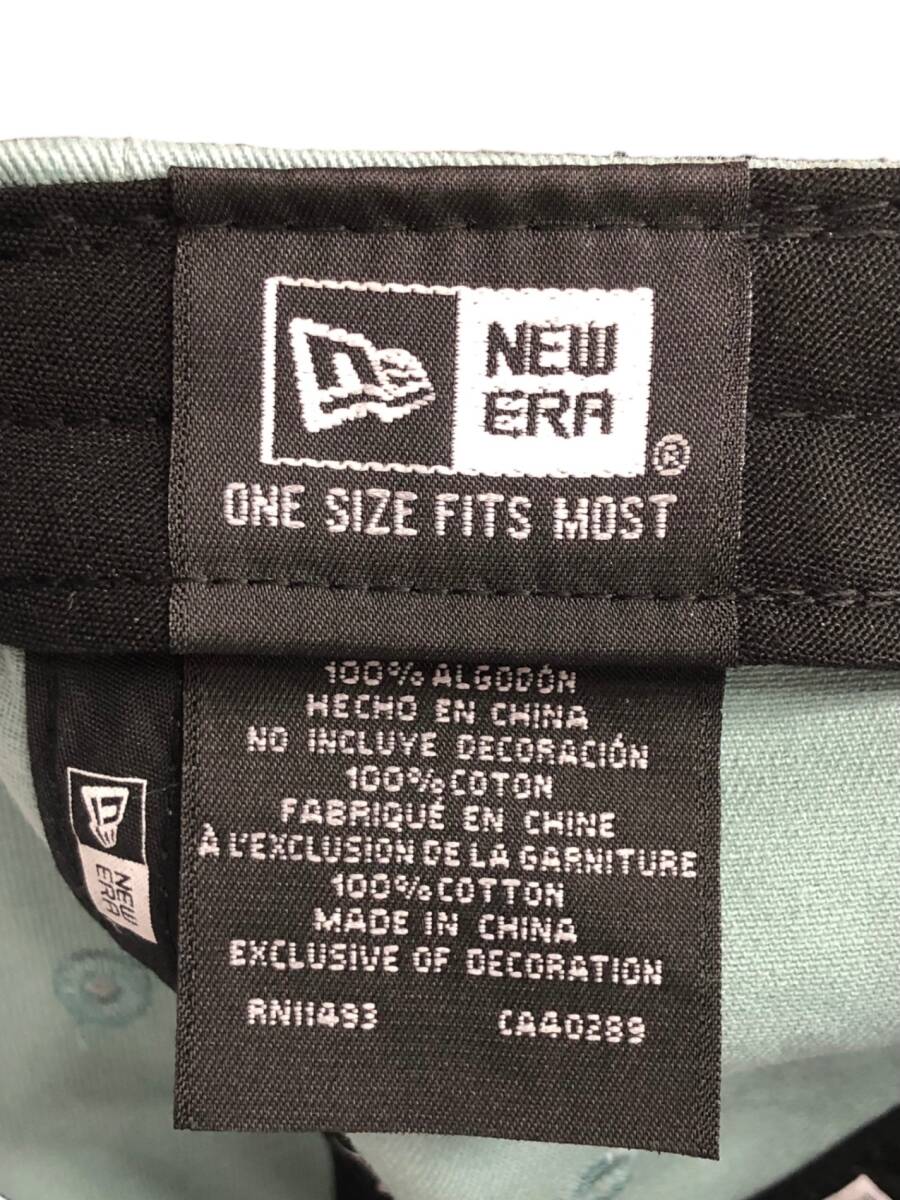 NEW
ERA
®
ONE SIZE FITS MOST
100% ALGODÓN
HECHO EN CHINA
NO INCLUYE DECORACIÓN
100% COTON
FABRIQUÉ EN CHINE
À L'EXCLUSION DE LA GARNITURE
100% COTTON
MADE IN CHINA
EXCLUSIVE OF DECORATION
RN11493 CA40289
NEW
ERA